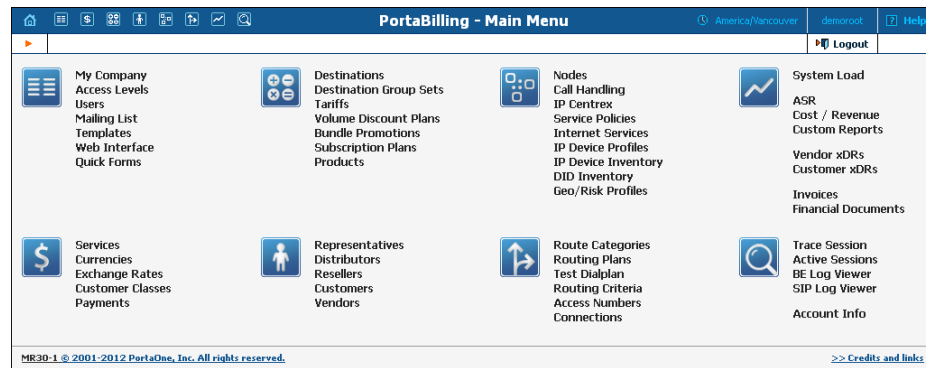 PortaBilling - Main Menu
America/Vancouver
demoroot
? Help
Logout
My Company
Access Levels
Users
Mailing List
Templates
Web Interface
Quick Forms
Destinations
Destination Group Sets
Tariffs
Volume Discount Plans
Bundle Promotions
Subscription Plans
Products
Nodes
Call Handling
IP Centrex
Service Policies
Internet Services
IP Device Profiles
IP Device Inventory
DID Inventory
Geo/Risk Profiles
System Load
ASR
Cost / Revenue
Custom Reports
Vendor xDRs
Customer xDRs
Invoices
Financial Documents
Services
Currencies
Exchange Rates
Customer Classes
Payments
Representatives
Distributors
Resellers
Customers
Vendors
Route Categories
Routing Plans
Test Dialplan
Routing Criteria
Access Numbers
Connections
Trace Session
Active Sessions
BE Log Viewer
SIP Log Viewer
Account Info
MR30-1 © 2001-2012 PortaOne, Inc. All rights reserved.
>> Credits and links